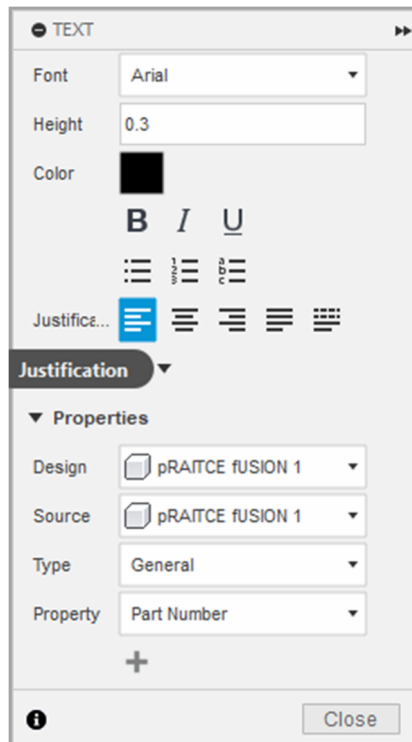 TEXT
Font Arial
Height 0.3
Color
B I U
Justifica...
Justification
Properties
Design pRAITCE fUSION 1
Source pRAITCE fUSION 1
Type General
Property Part Number
Close